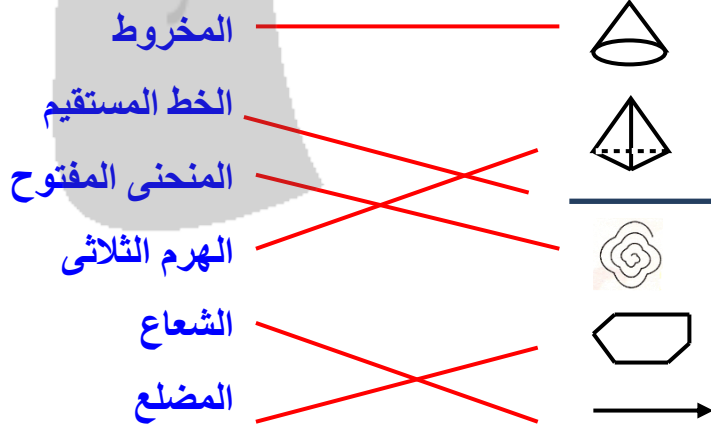 المخروط
الخط المستقيم
المنحنى المفتوح
الهرم الثلاثى
الشعاع
المضلع